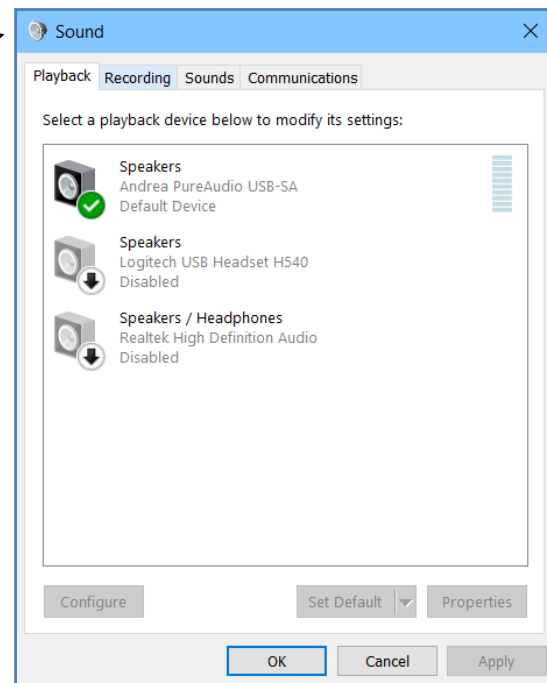 Sound
Playback Recording Sounds Communications
Select a playback device below to modify its settings:
Speakers
Andrea PureAudio USB-SA
Default Device
Speakers
Logitech USB Headset H540
Disabled
Speakers / Headphones
Realtek High Definition Audio
Disabled
Configure Set Default Properties
OK Cancel Apply